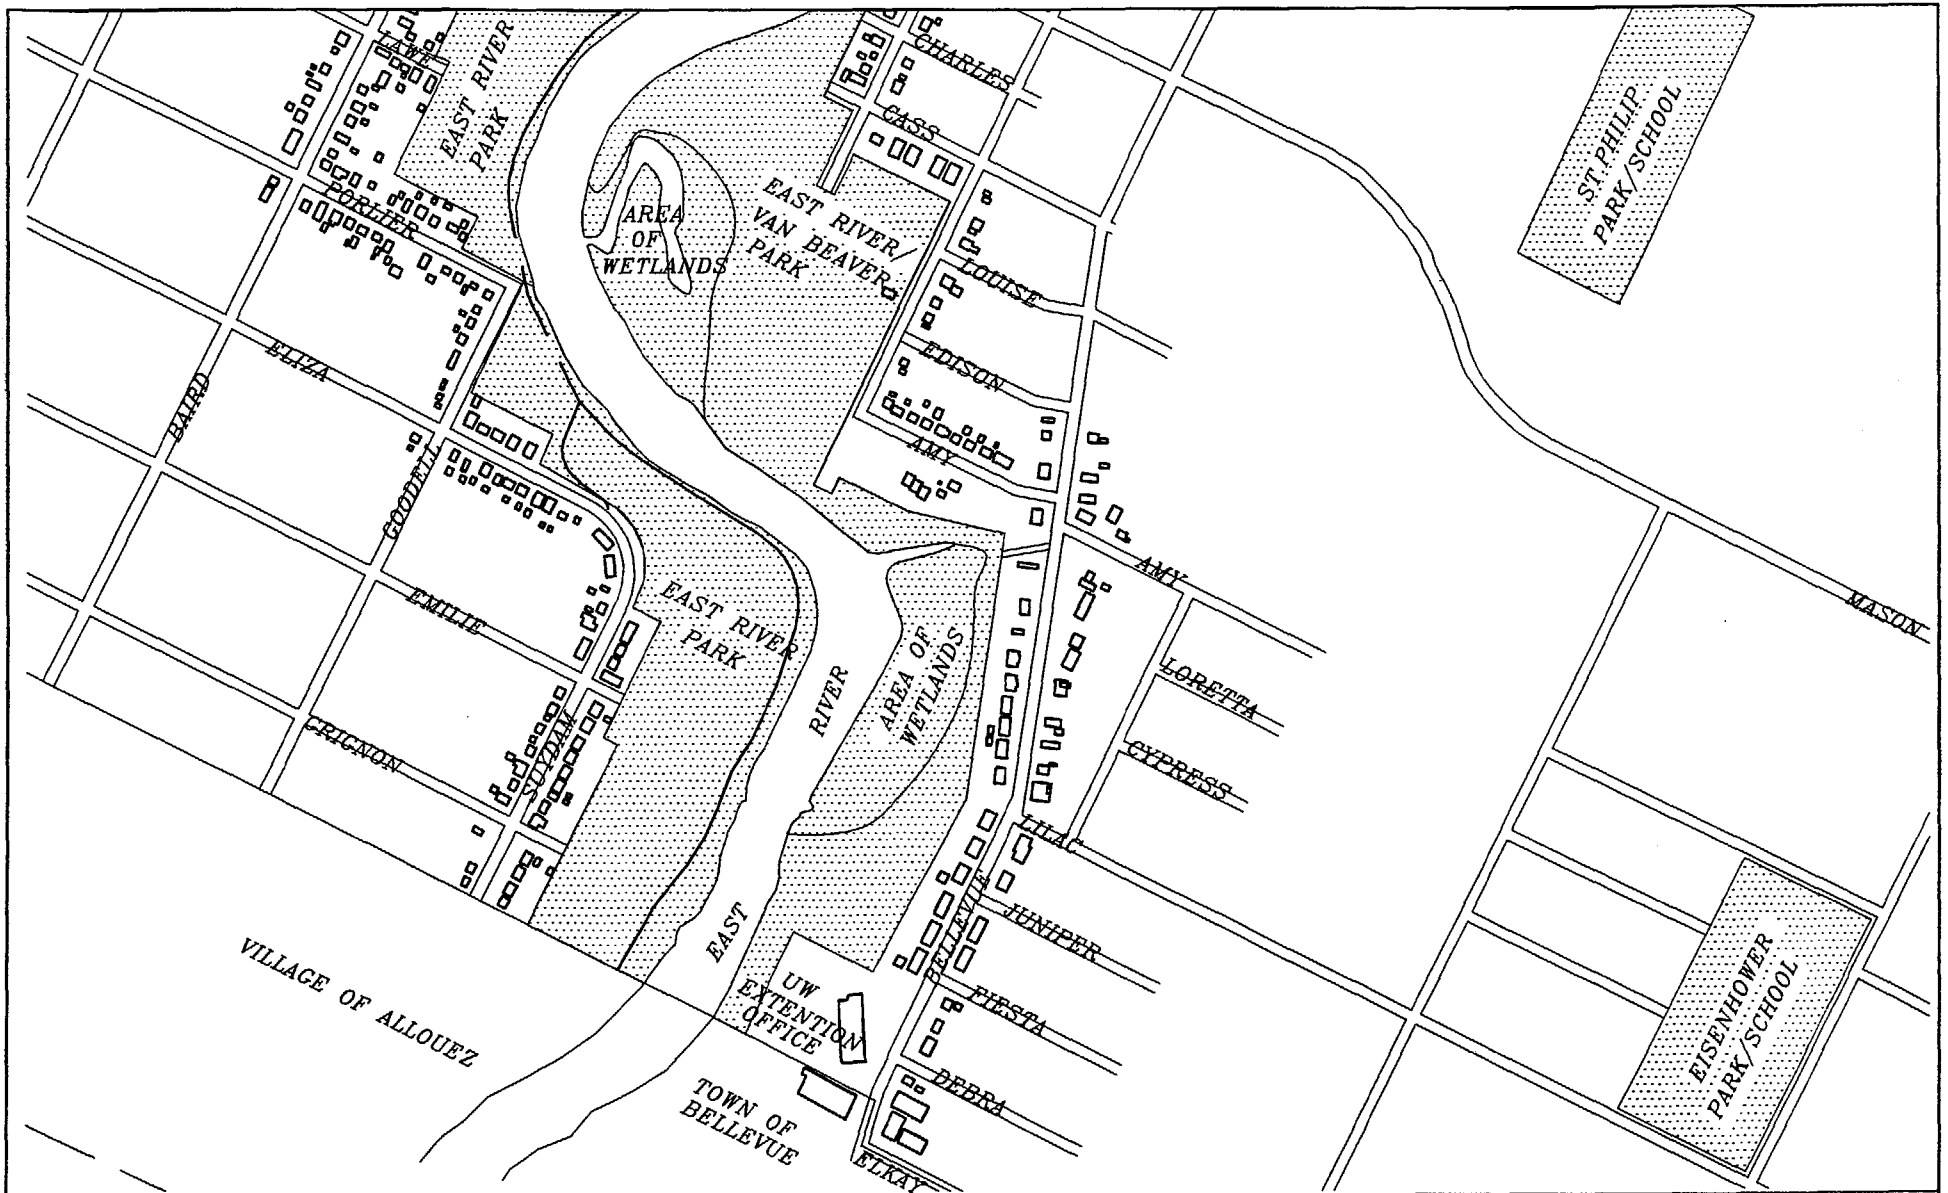 LAWE
EAST RIVER
PARK
CHARLES
CASS
ST.PHILIP
PARK/SCHOOL
PORLIER
AREA
OF
WETLANDS
EAST RIVER/
VAN BEAVER
PARK
LOUISE
ELIZA
EDISON
BAIRD
AMY
GOODELL
AMY
EMILIE
EAST RIVER
PARK
MASON
AREA OF
WETLANDS
RIVER
LORETTA
GRIGNON
SUYDAM
CYPRESS
LILAC
BELLEVUE
JUNIPER
EAST
VILLAGE OF ALLOUEZ
UW
EXTENTION
OFFICE
FIESTA
EISENHOWER
PARK/SCHOOL
TOWN OF
BELLEVUE
DEBRA
ELKAY